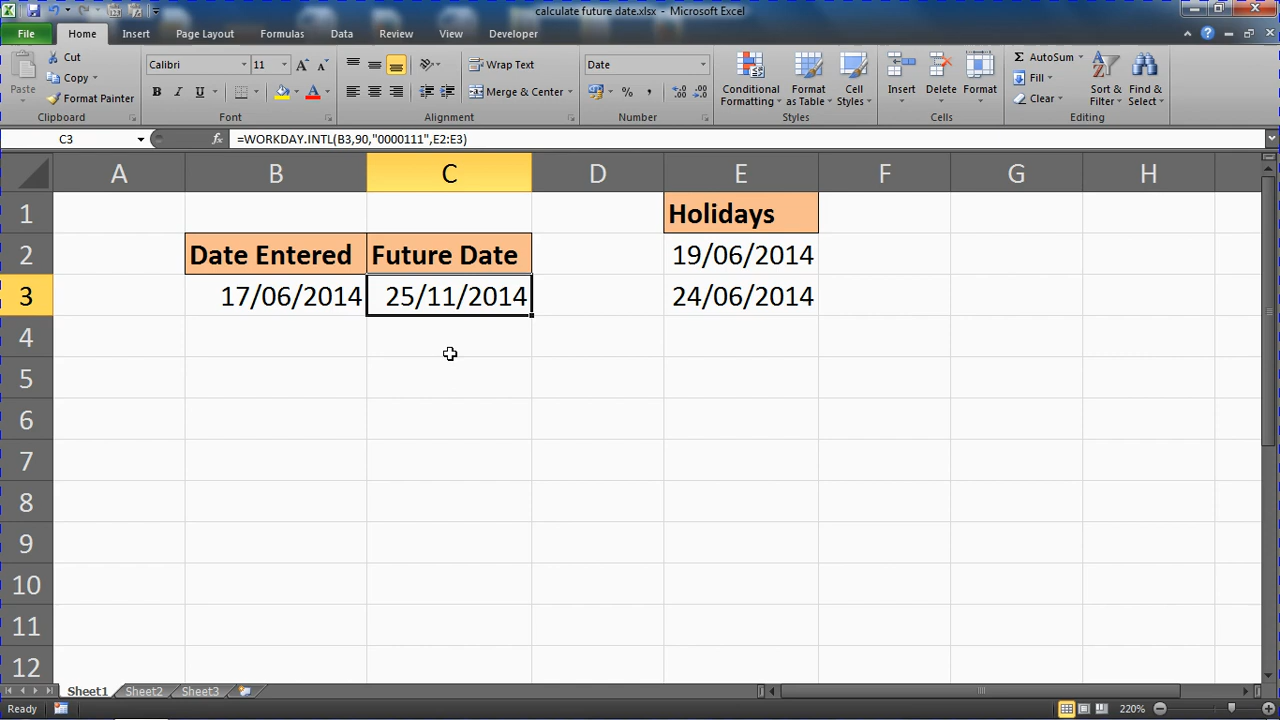 calculate future date.xlsx - Microsoft Excel
File Home Insert Page Layout Formulas Data Review View Developer
Paste Cut Copy Format Painter Clipboard
Calibri 11 B I U A A A Font
Wrap Text Merge & Center Alignment
Date % , Number
Conditional Formatting Format as Table Cell Styles Styles
Insert Delete Format Cells
Σ AutoSum Fill Clear Sort & Filter Find & Select Editing
C3 fx =WORKDAY.INTL(B3,90,"0000111",E2:E3)
A B C D E F G H
1 Holidays
2 Date Entered Future Date 19/06/2014
3 17/06/2014 25/11/2014 24/06/2014
4
5
6
7
8
9
10
11
12
Sheet1 Sheet2 Sheet3
Ready 220%